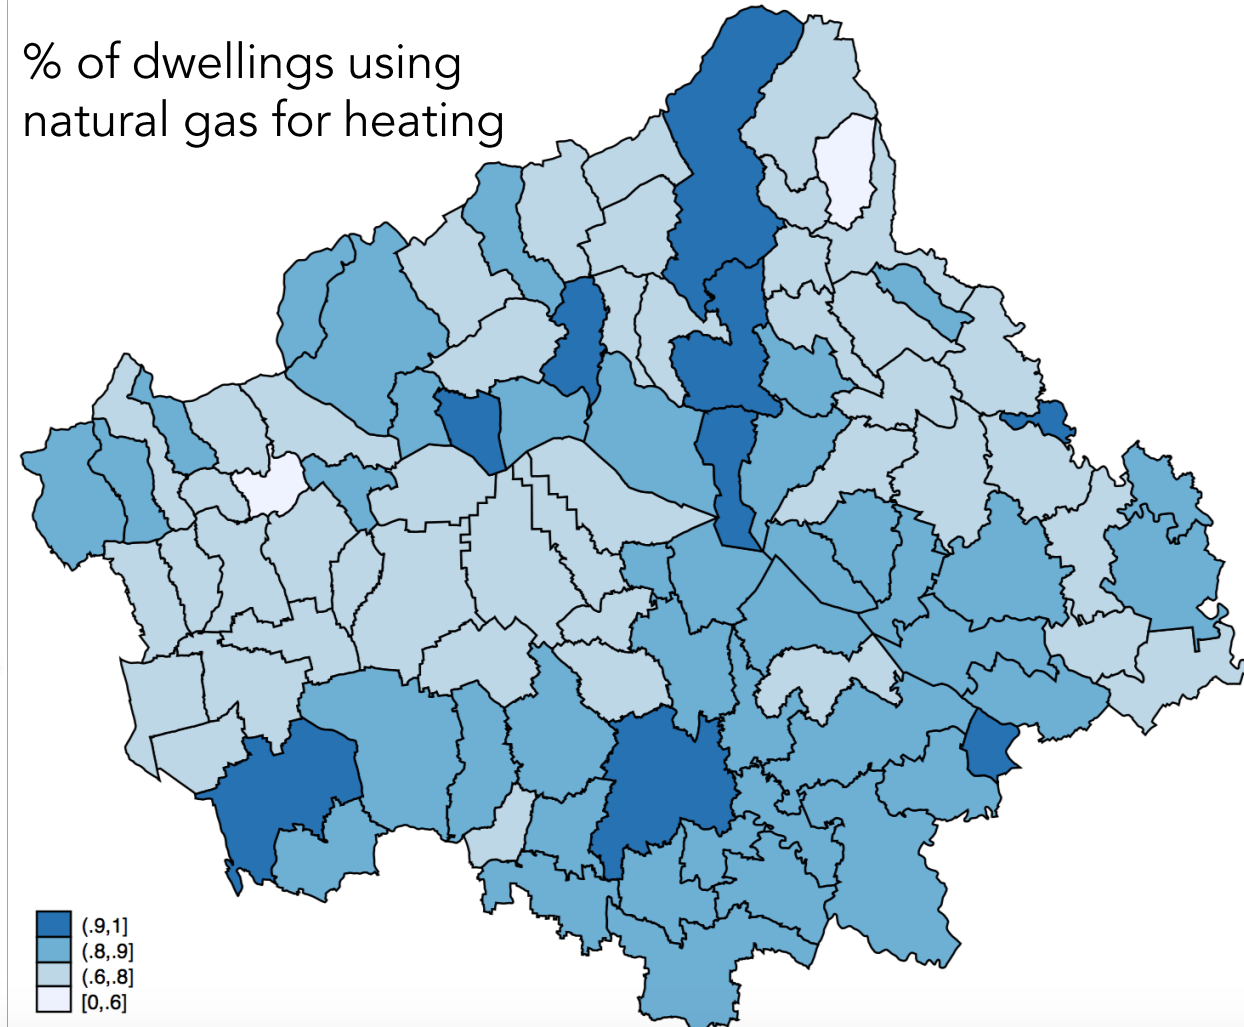 % of dwellings using
natural gas for heating
(.9,1]
(.8,.9]
(.6,.8]
[0,.6]